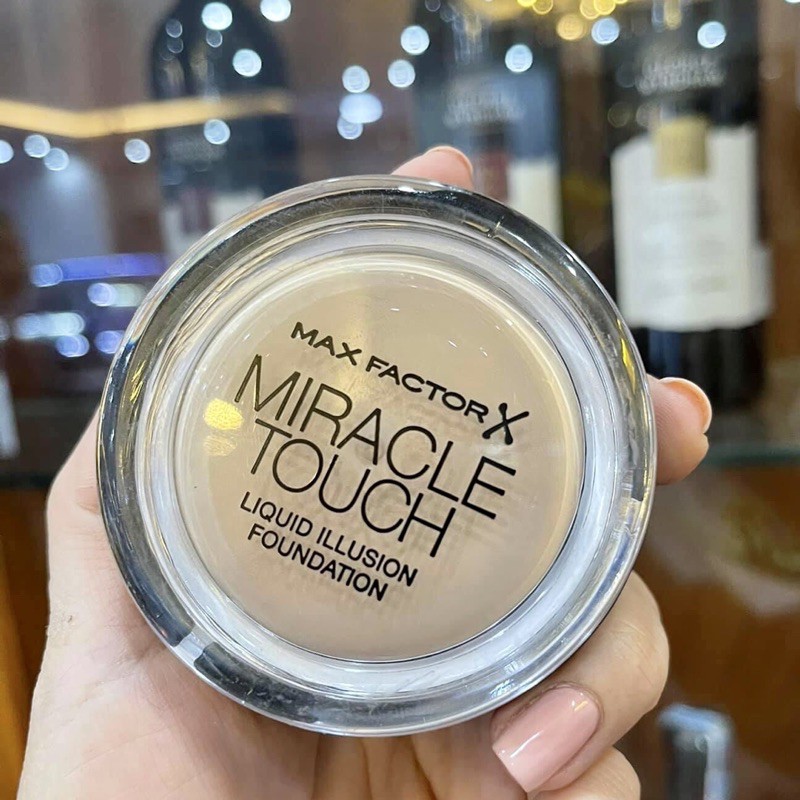 MAX FACTOR X
MIRACLE
TOUCH
LIQUID ILLUSION
FOUNDATION